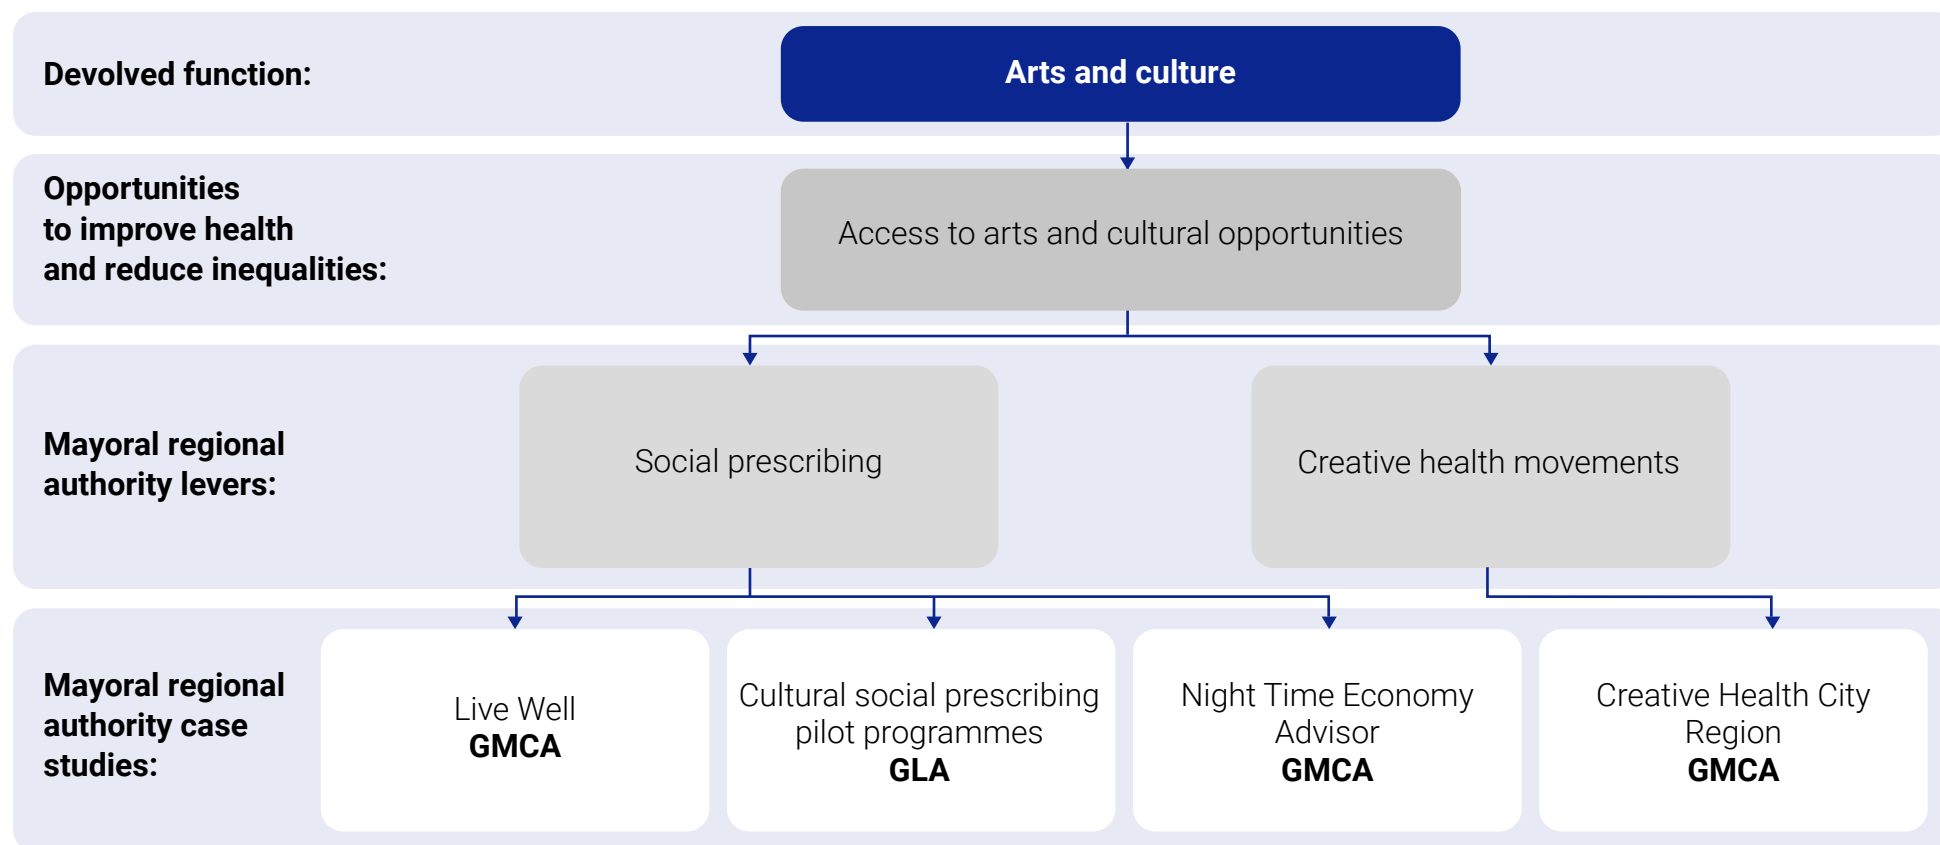 Devolved function:
Arts and culture
Opportunities
to improve health
and reduce inequalities:
Access to arts and cultural opportunities
Mayoral regional
authority levers:
Social prescribing
Creative health movements
Mayoral regional
authority case
studies:
Live Well
GMCA
Cultural social prescribing
pilot programmes
GLA
Night Time Economy
Advisor
GMCA
Creative Health City
Region
GMCA